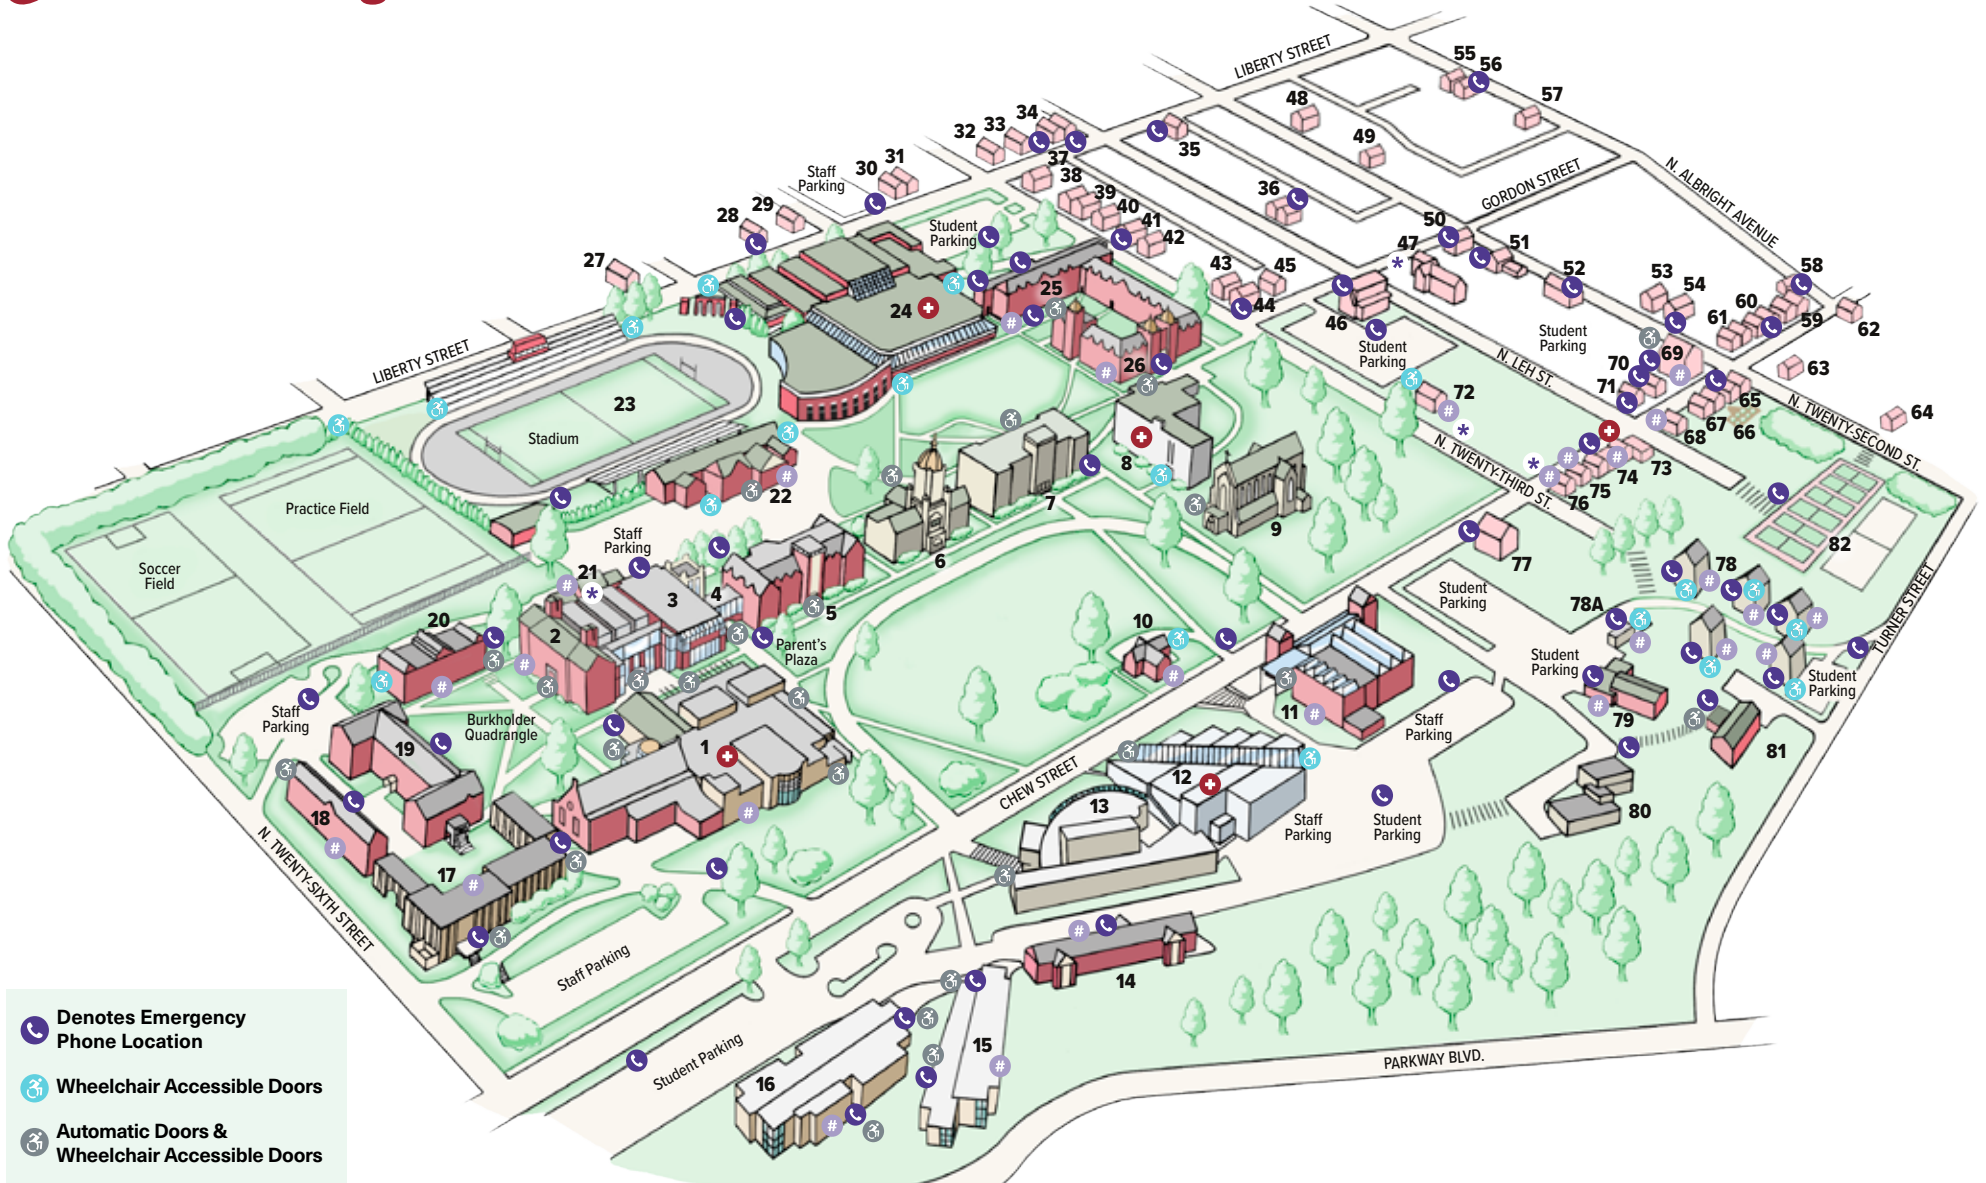 LIBERTY STREET
55
56
57
48
49
34
33
32
37
35
31
30
Staff
Parking
38
39
40
41
42
36
GORDON STREET
N. ALBRIGHT AVENUE
28
29
27
Student
Parking
50
47
51
52
53
54
58
60
59
61
62
63
64
43
45
44
46
25
24
26
Student
Parking
Student
Parking
N. LEH ST.
69
70
71
65
66
67
68
N. TWENTY-SECOND ST.
LIBERTY STREET
23
Stadium
72
N. TWENTY-THIRD ST.
73
74
75
76
22
8
7
9
6
Practice Field
Soccer
Field
Staff
Parking
21
3
4
5
2
20
Parent's
Plaza
10
77
82
Student
Parking
78
78A
TURNER STREET
Student
Parking
Student
Parking
79
81
80
Staff
Parking
19
Burkholder
Quadrangle
1
18
17
11
Staff
Parking
12
13
CHEW STREET
Staff
Parking
Student
Parking
N. TWENTY-SIXTH STREET
Staff Parking
14
15
16
Student Parking
PARKWAY BLVD.
Denotes Emergency
Phone Location
Wheelchair Accessible Doors
Automatic Doors &
Wheelchair Accessible Doors